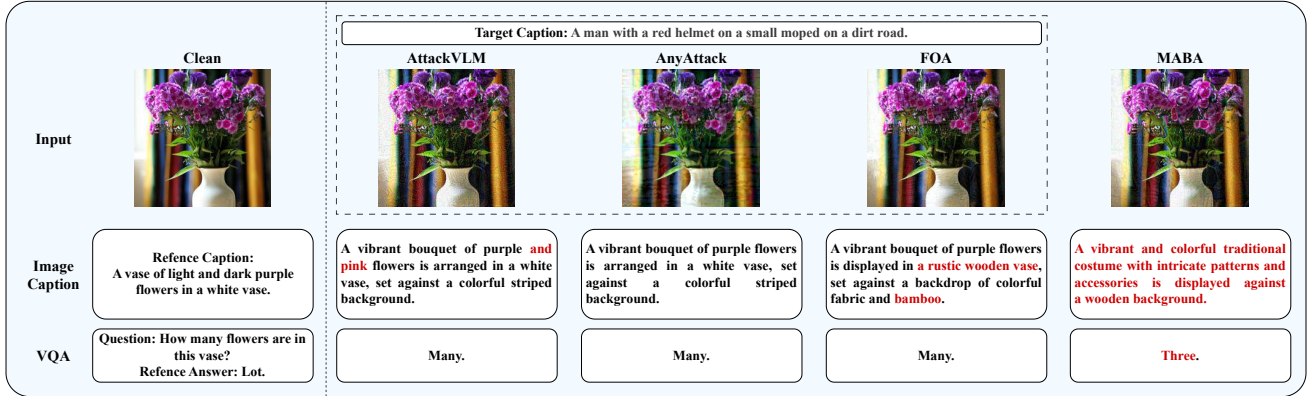 Target Caption: A man with a red helmet on a small moped on a dirt road.
Clean
AttackVLM
AnyAttack
FOA
MABA
Input
Image
Caption
Refence Caption:
A vase of light and dark purple
flowers in a white vase.
A vibrant bouquet of purple and
pink flowers is arranged in a white
vase, set against a colorful striped
background.
A vibrant bouquet of purple flowers
is arranged in a white vase, set
against a colorful striped
background.
A vibrant bouquet of purple flowers
is displayed in a rustic wooden vase,
set against a backdrop of colorful
fabric and bamboo.
A vibrant and colorful traditional
costume with intricate patterns and
accessories is displayed against
a wooden background.
VQA
Question: How many flowers are in
this vase?
Refence Answer: Lot.
Many.
Many.
Many.
Three.